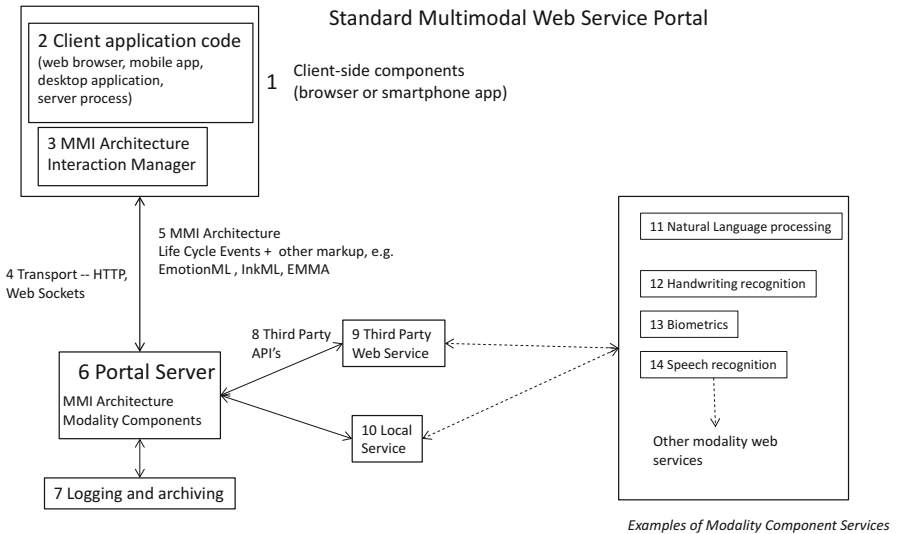 Standard Multimodal Web Service Portal
2 Client application code
(web browser, mobile app,
desktop application,
server process)
1
Client-side components
(browser or smartphone app)
3 MMI Architecture
Interaction Manager
5 MMI Architecture
Life Cycle Events + other markup, e.g.
EmotionML , InkML, EMMA
4 Transport -- HTTP,
Web Sockets
6 Portal Server
MMI Architecture
Modality Components
7 Logging and archiving
8 Third Party
API's
9 Third Party
Web Service
10 Local
Service
11 Natural Language processing
12 Handwriting recognition
13 Biometrics
14 Speech recognition
Other modality web
services
Examples of Modality Component Services